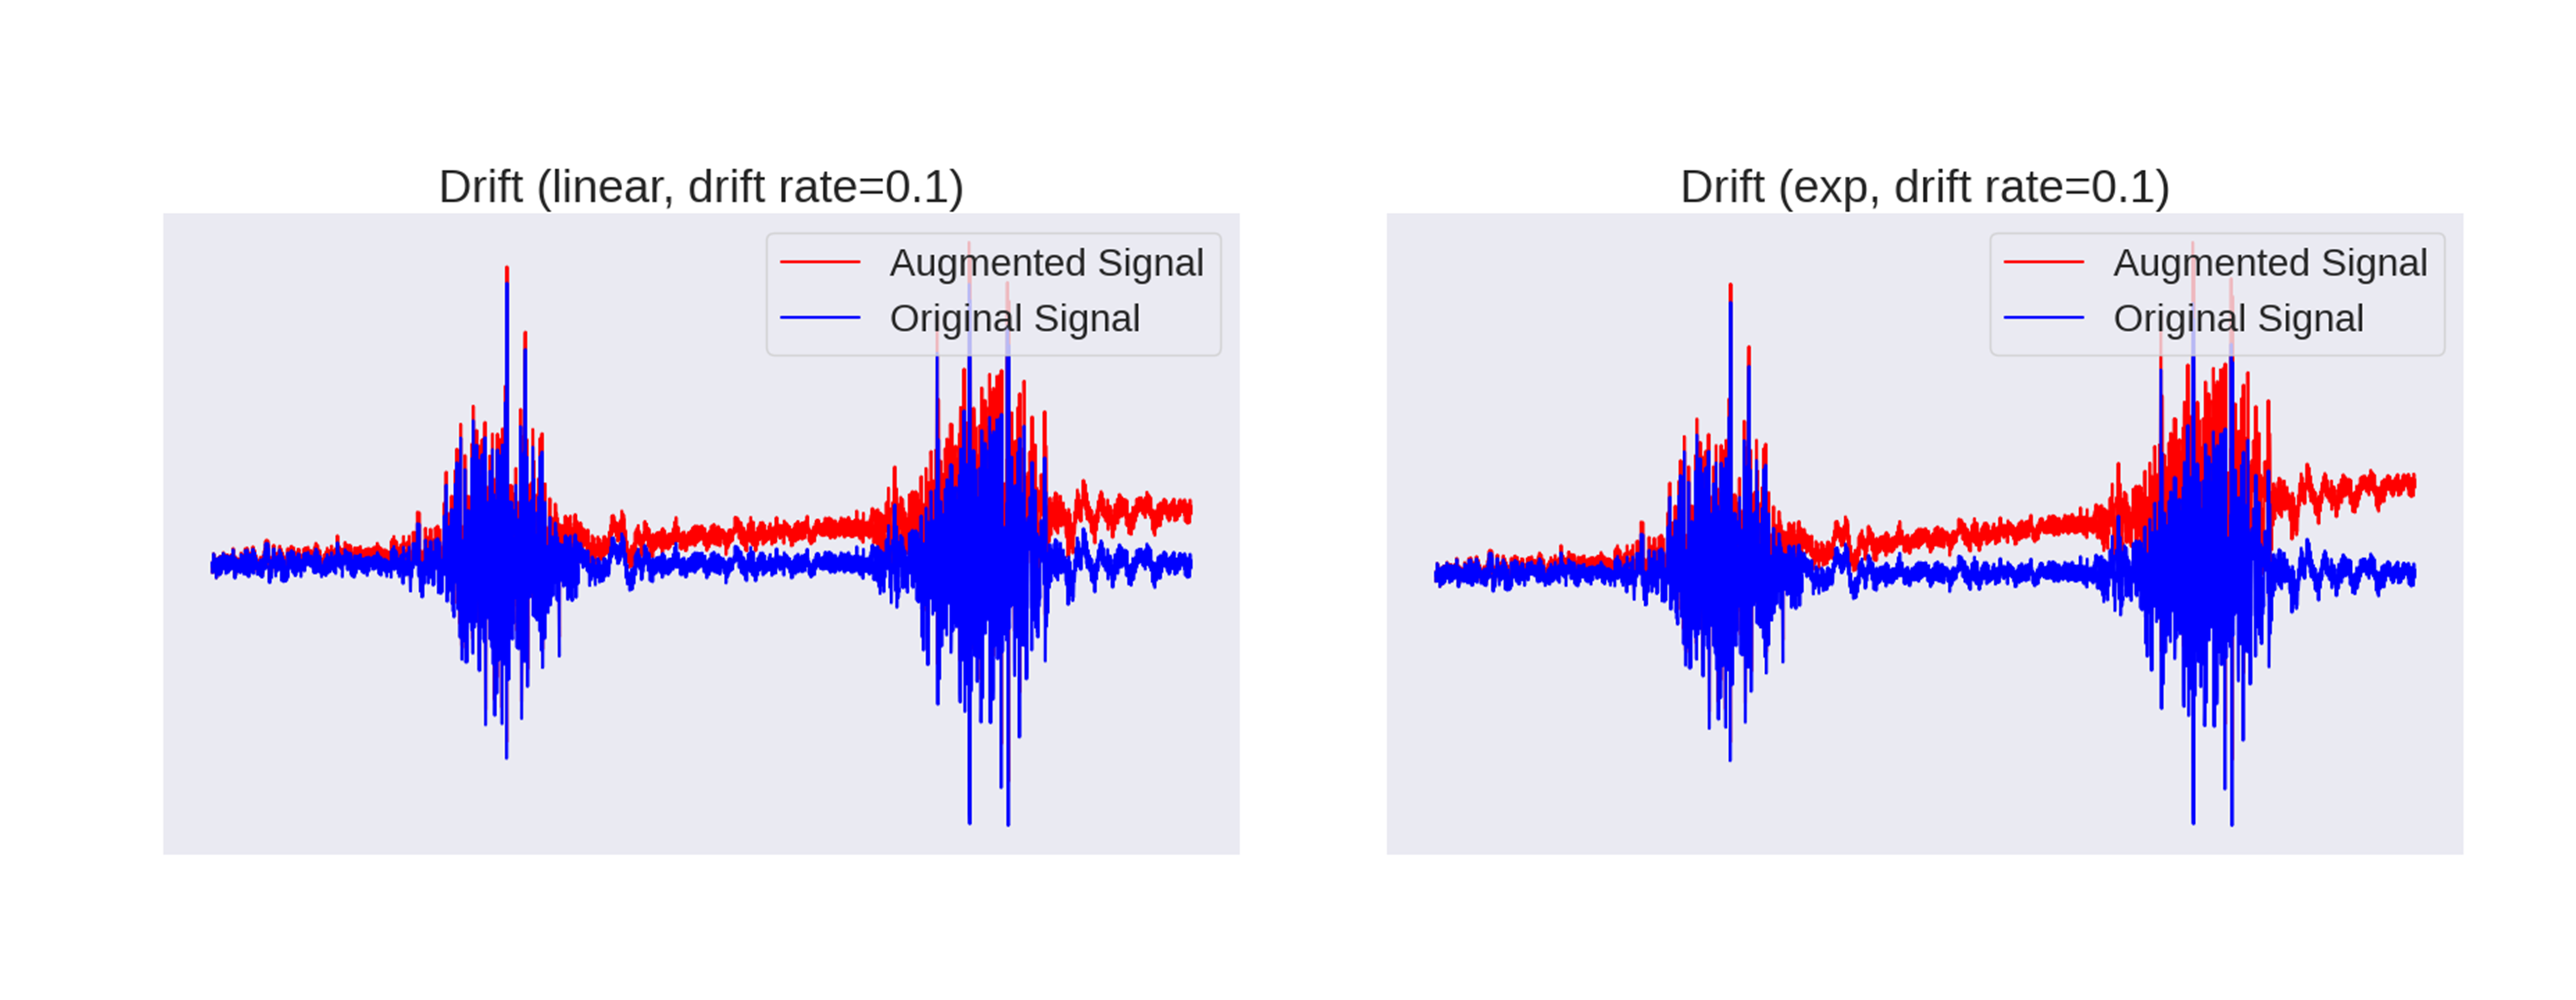 Drift (linear, drift rate=0.1)
Augmented Signal
Original Signal
Drift (exp, drift rate=0.1)
Augmented Signal
Original Signal